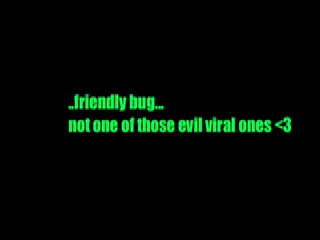 ..friendly bug...
not one of those evil viral ones <3